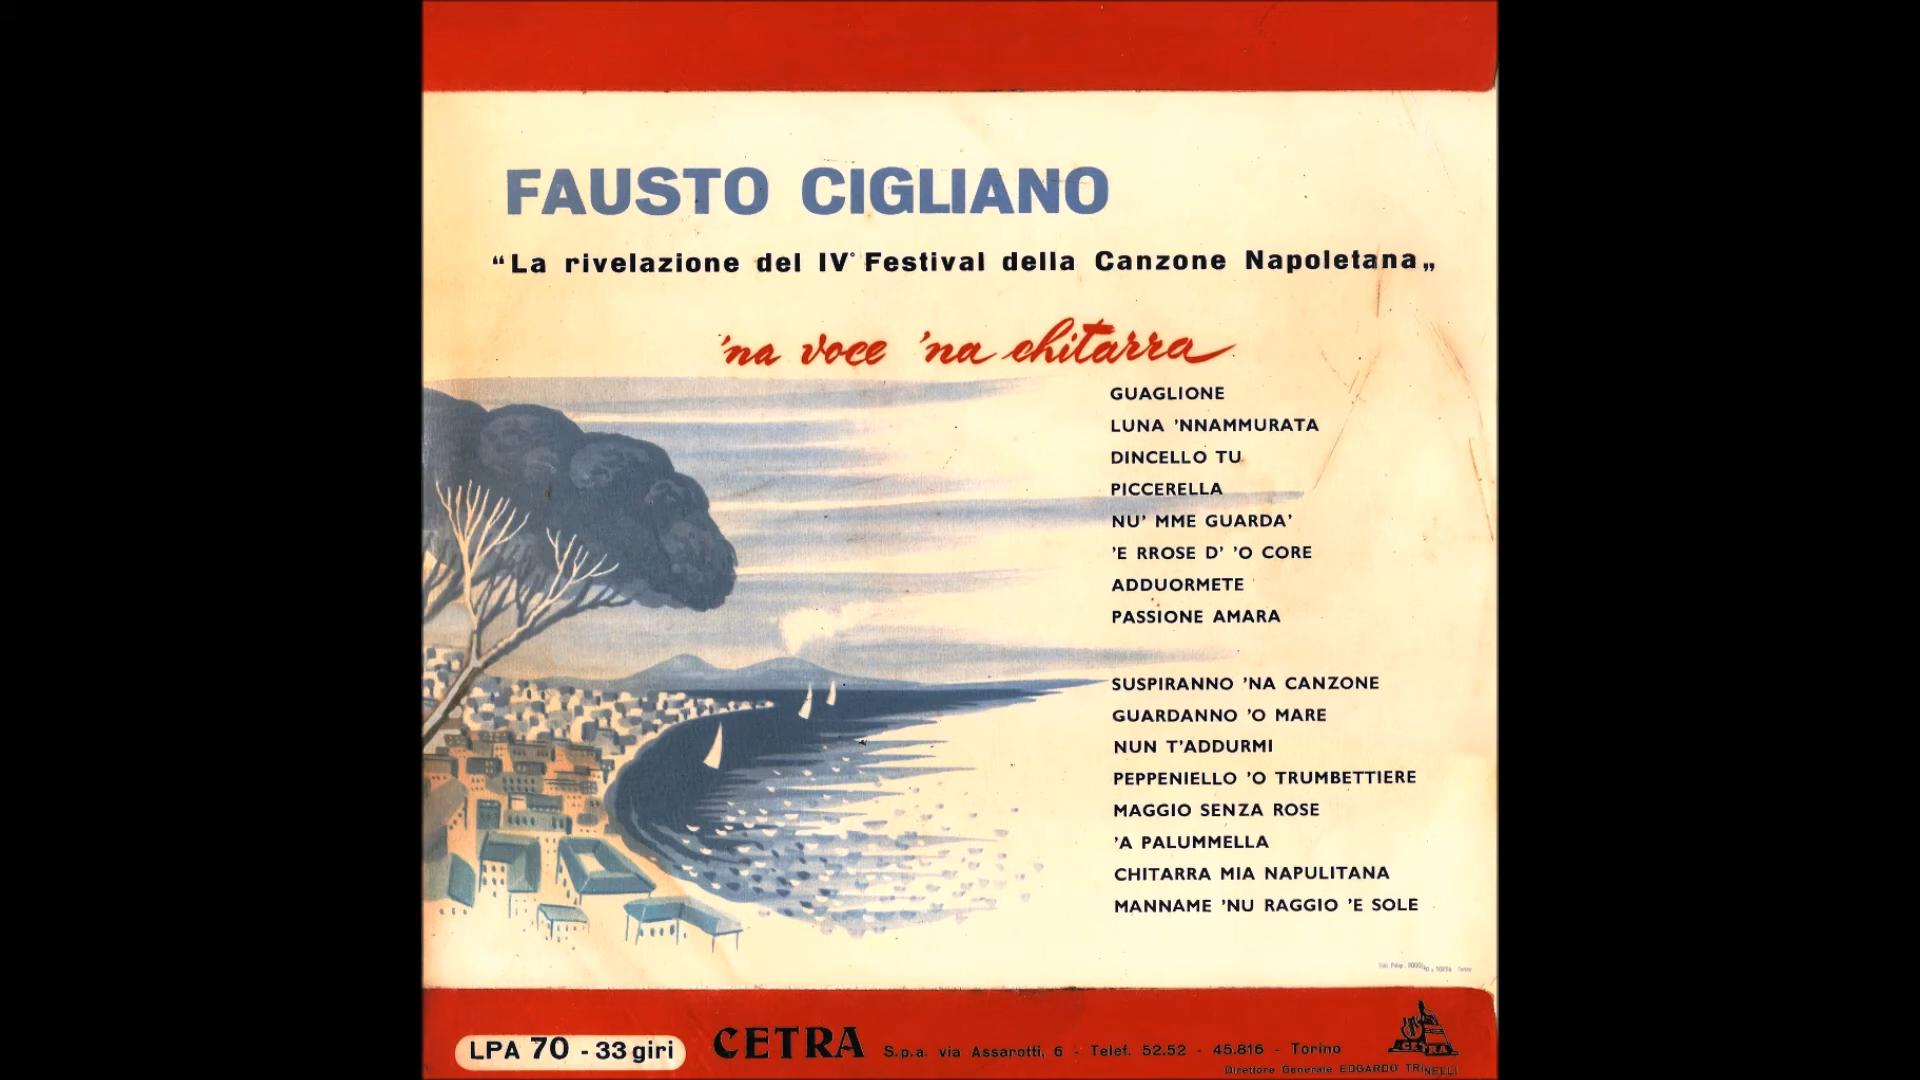 FAUSTO CIGLIANO
“La rivelazione del IV° Festival della Canzone Napoletana„
'na voce 'na chitarra
GUAGLIONE
LUNA 'NNAMMURATA
DINCELLO TU
PICCERELLA
NU' MME GUARDA'
'E RROSE D' 'O CORE
ADDUORMETE
PASSIONE AMARA
SUSPIRANNO 'NA CANZONE
GUARDANNO 'O MARE
NUN T'ADDURMI
PEPPENIELLO 'O TRUMBETTIERE
MAGGIO SENZA ROSE
'A PALUMMELLA
CHITARRA MIA NAPULITANA
MANNAME 'NU RAGGIO 'E SOLE
LPA 70 - 33 giri
CETRA
S.p.a. via Assarotti, 6 - Telef. 52.52 - 45.816 - Torino
CETRA
Direttore Generale EDGARDO TRINELLI